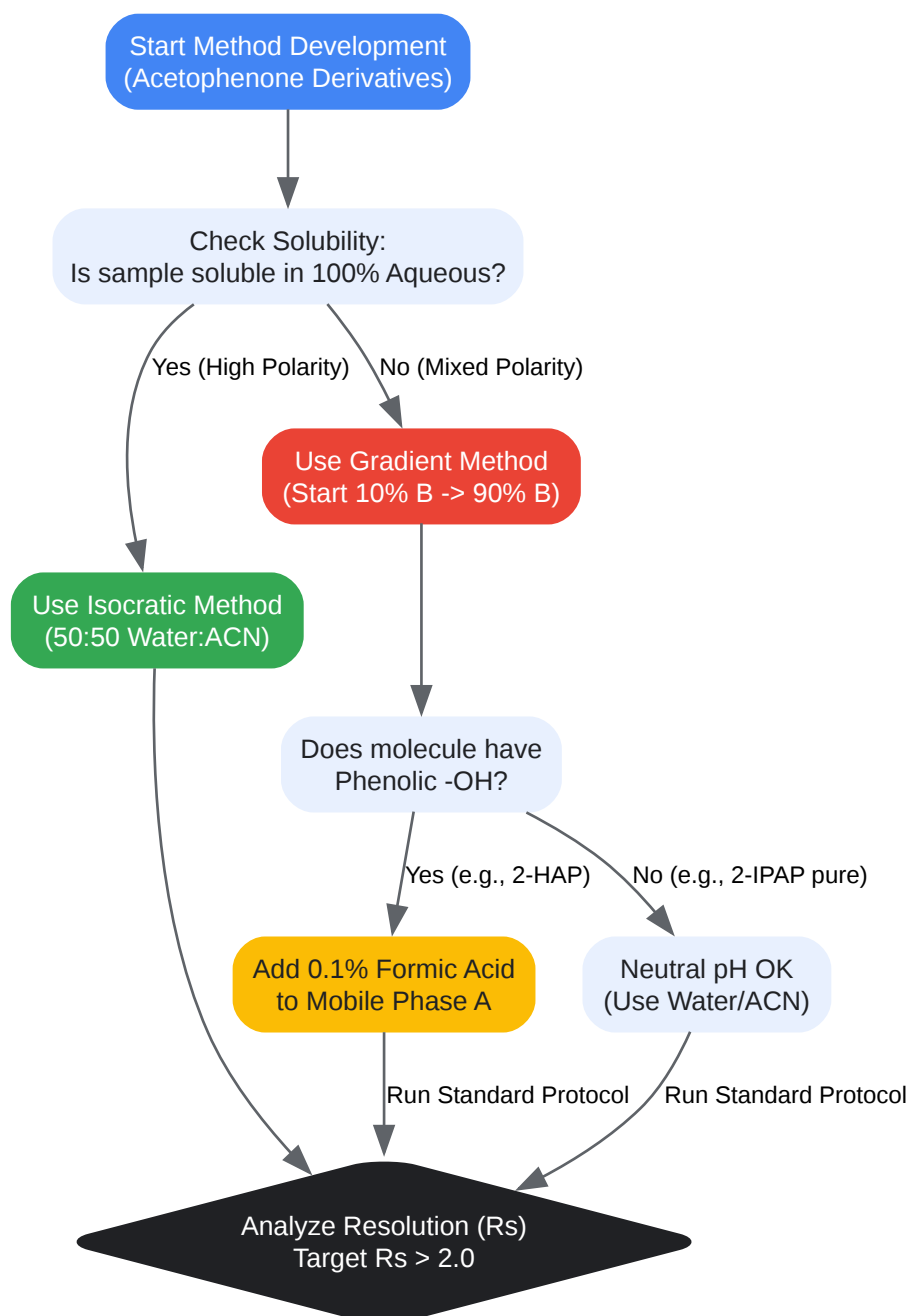 Start Method Development
(Acetophenone Derivatives)
Check Solubility:
Is sample soluble in 100% Aqueous?
Yes (High Polarity)
No (Mixed Polarity)
Use Gradient Method
(Start 10% B -> 90% B)
Use Isocratic Method
(50:50 Water:ACN)
Does molecule have
Phenolic -OH?
Yes (e.g., 2-HAP)
No (e.g., 2-IPAP pure)
Add 0.1% Formic Acid
to Mobile Phase A
Neutral pH OK
(Use Water/ACN)
Run Standard Protocol
Run Standard Protocol
Analyze Resolution (Rs)
Target Rs > 2.0